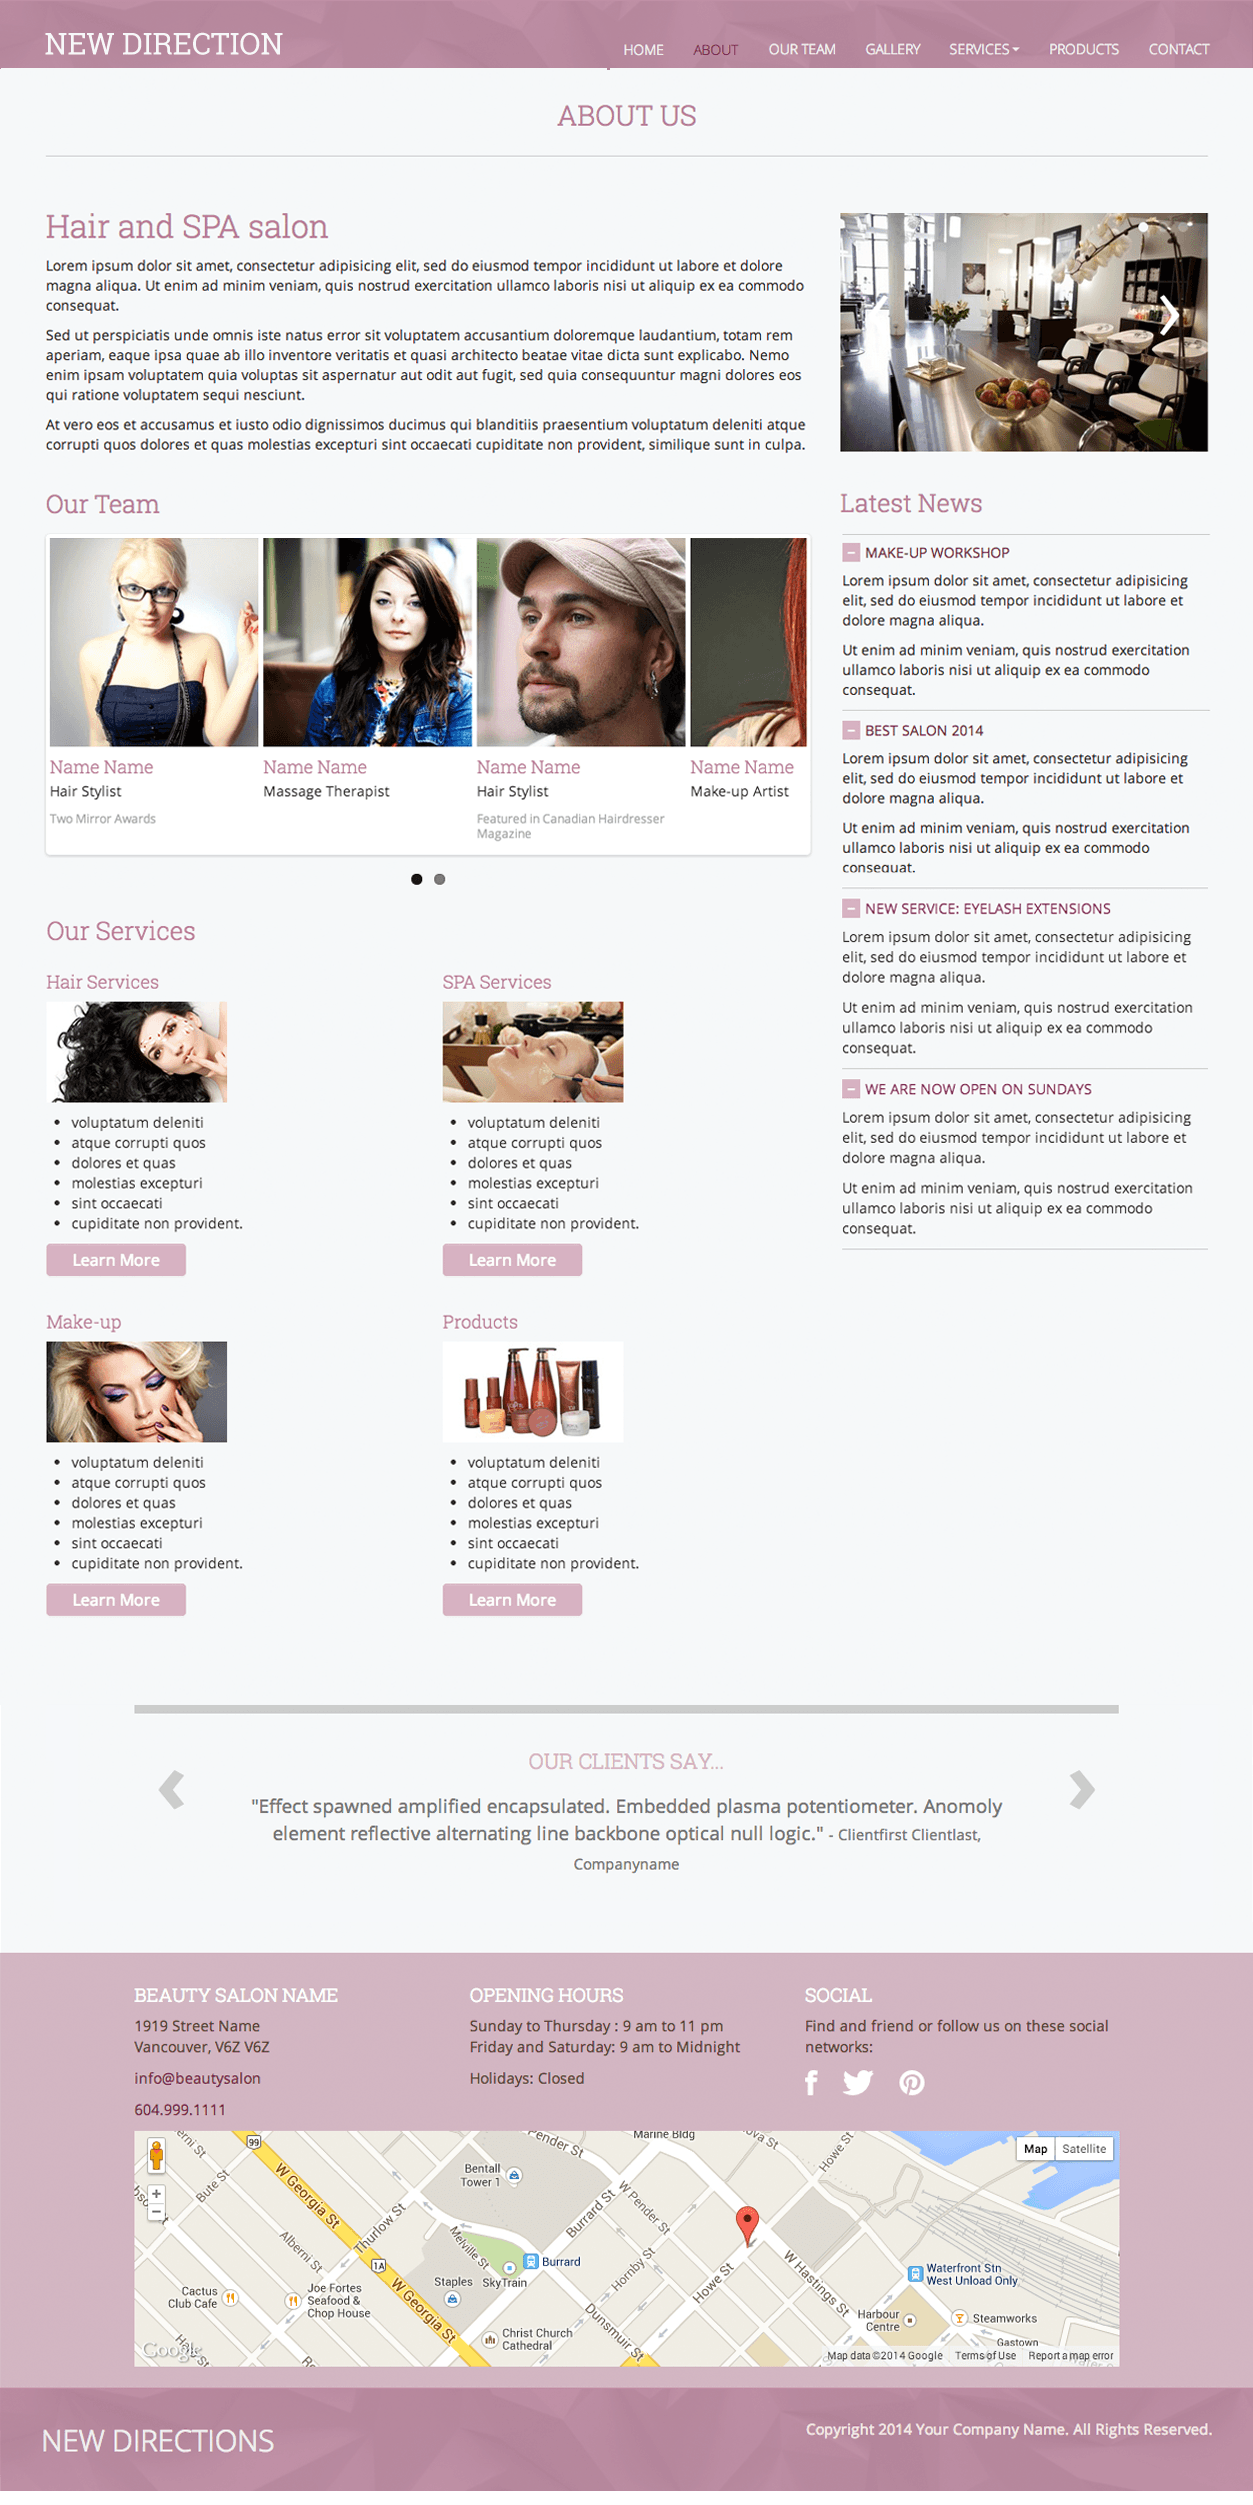 NEW DIRECTION
HOME ABOUT OUR TEAM GALLERY SERVICES PRODUCTS CONTACT
ABOUT US
Hair and SPA salon
Lorem ipsum dolor sit amet, consectetur adipisicing elit, sed do eiusmod tempor incididunt ut labore et dolore
magna aliqua. Ut enim ad minim veniam, quis nostrud exercitation ullamco laboris nisi ut aliquip ex ea commodo
consequat.
Sed ut perspiciatis unde omnis iste natus error sit voluptatem accusantium doloremque laudantium, totam rem
aperiam, eaque ipsa quae ab illo inventore veritatis et quasi architecto beatae vitae dicta sunt explicabo. Nemo
enim ipsam voluptatem quia voluptas sit aspernatur aut odit aut fugit, sed quia consequuntur magni dolores eos
qui ratione voluptatem sequi nesciunt.
At vero eos et accusamus et iusto odio dignissimos ducimus qui blanditiis praesentium voluptatum deleniti atque
corrupti quos dolores et quas molestias excepturi sint occaecati cupiditate non provident, similique sunt in culpa.
Our Team
Name Name
Hair Stylist
Two Mirror Awards
Name Name
Massage Therapist
Name Name
Hair Stylist
Featured in Canadian Hairdresser
Magazine
Name Name
Make-up Artist
Latest News
MAKE-UP WORKSHOP
Lorem ipsum dolor sit amet, consectetur adipisicing
elit, sed do eiusmod tempor incididunt ut labore et
dolore magna aliqua.
Ut enim ad minim veniam, quis nostrud exercitation
ullamco laboris nisi ut aliquip ex ea commodo
consequat.
BEST SALON 2014
Lorem ipsum dolor sit amet, consectetur adipisicing
elit, sed do eiusmod tempor incididunt ut labore et
dolore magna aliqua.
Ut enim ad minim veniam, quis nostrud exercitation
ullamco laboris nisi ut aliquip ex ea commodo
consequat.
NEW SERVICE: EYELASH EXTENSIONS
Lorem ipsum dolor sit amet, consectetur adipisicing
elit, sed do eiusmod tempor incididunt ut labore et
dolore magna aliqua.
Ut enim ad minim veniam, quis nostrud exercitation
ullamco laboris nisi ut aliquip ex ea commodo
consequat.
WE ARE NOW OPEN ON SUNDAYS
Lorem ipsum dolor sit amet, consectetur adipisicing
elit, sed do eiusmod tempor incididunt ut labore et
dolore magna aliqua.
Ut enim ad minim veniam, quis nostrud exercitation
ullamco laboris nisi ut aliquip ex ea commodo
consequat.
Our Services
Hair Services
• voluptatum deleniti
• atque corrupti quos
• dolores et quas
• molestias excepturi
• sint occaecati
• cupiditate non provident.
Learn More
SPA Services
• voluptatum deleniti
• atque corrupti quos
• dolores et quas
• molestias excepturi
• sint occaecati
• cupiditate non provident.
Learn More
Make-up
• voluptatum deleniti
• atque corrupti quos
• dolores et quas
• molestias excepturi
• sint occaecati
• cupiditate non provident.
Learn More
Products
• voluptatum deleniti
• atque corrupti quos
• dolores et quas
• molestias excepturi
• sint occaecati
• cupiditate non provident.
Learn More
OUR CLIENTS SAY...
"Effect spawned amplified encapsulated. Embedded plasma potentiometer. Anomoly
element reflective alternating line backbone optical null logic." - Clientfirst Clientlast,
Companyname
BEAUTY SALON NAME
1919 Street Name
Vancouver, V6Z V6Z
info@beautysalon
604.999.1111
OPENING HOURS
Sunday to Thursday : 9 am to 11 pm
Friday and Saturday: 9 am to Midnight
Holidays: Closed
SOCIAL
Find and friend or follow us on these social
networks:
Map Satellite
99
Pender St
Marine Bldg
Howe St
W Georgia St
Bute St
Bentall
Tower 1
W Pender St
Burrard St
Thurlow St
Alberni St
Melville St
Burrard
1A
Staples
SkyTrain
Hornby St
Howe St
W Hastings St
Waterfront Stn
West Unload Only
Cactus
Club Cafe
Joe Fortes
Seafood &
Chop House
W Georgia St
Dunsmuir St
Harbour
Centre
Steamworks
Christ Church
Cathedral
Gastown
Google
Map data ©2014 Google Terms of Use Report a map error
NEW DIRECTIONS
Copyright 2014 Your Company Name. All Rights Reserved.